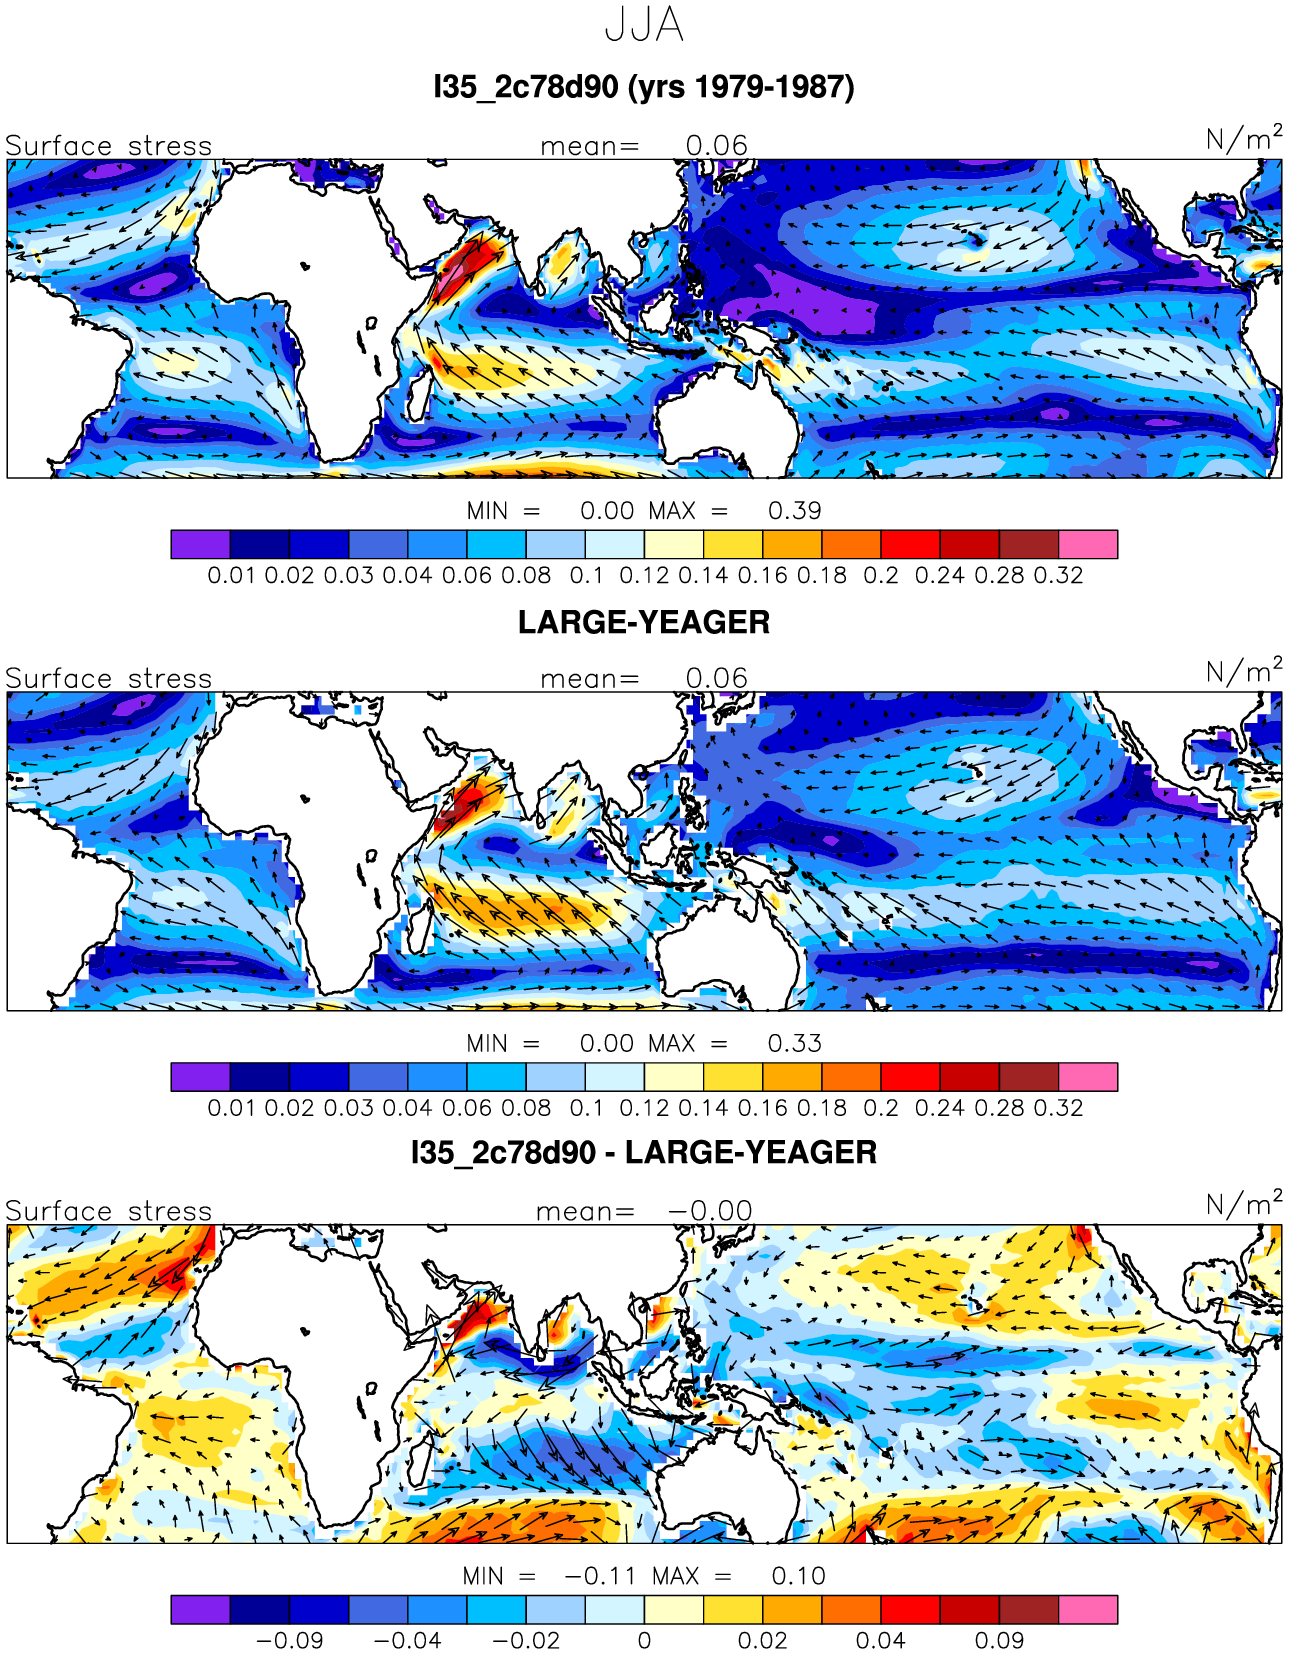 JJA
I35_2c78d90 (yrs 1979-1987)
Surface stress mean= 0.06 N/m²
MIN = 0.00 MAX = 0.39
0.01 0.02 0.03 0.04 0.06 0.08 0.1 0.12 0.14 0.16 0.18 0.2 0.24 0.28 0.32
LARGE-YEAGER
Surface stress mean= 0.06 N/m²
MIN = 0.00 MAX = 0.33
0.01 0.02 0.03 0.04 0.06 0.08 0.1 0.12 0.14 0.16 0.18 0.2 0.24 0.28 0.32
I35_2c78d90 - LARGE-YEAGER
Surface stress mean= −0.00 N/m²
MIN = −0.11 MAX = 0.10
−0.09 −0.04 −0.02 0 0.02 0.04 0.09